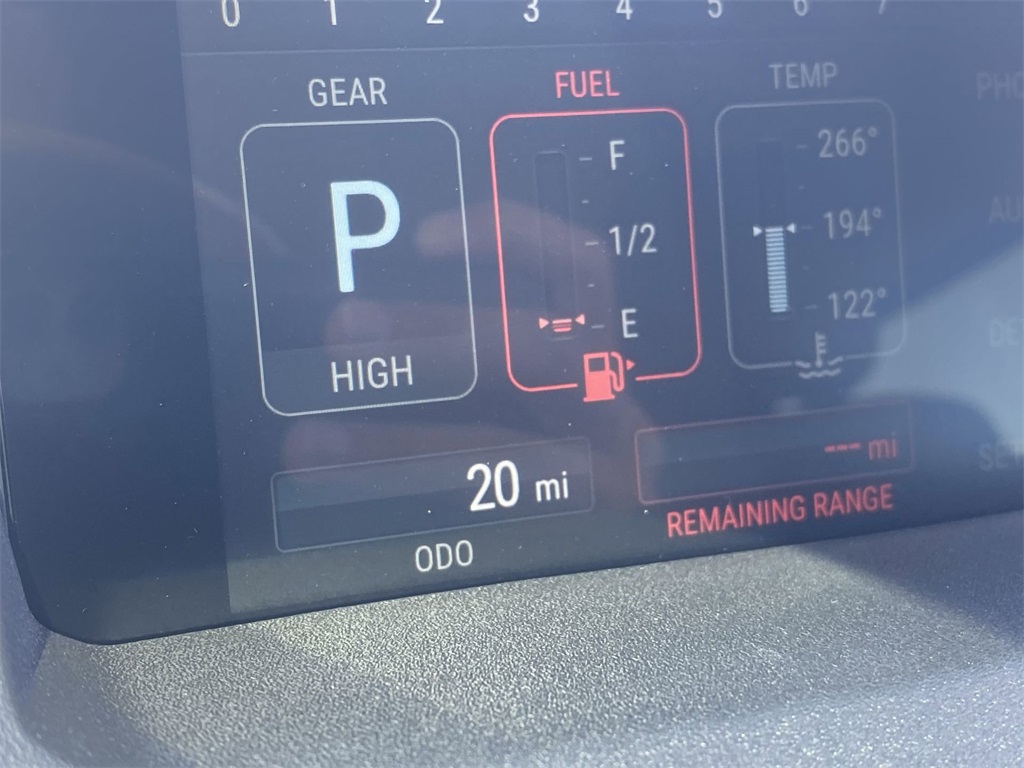 0 1 2 3 4 5 6 7
GEAR FUEL TEMP
P
HIGH
F
1/2
E
266°
194°
122°
20 mi
ODO
--- mi
REMAINING RANGE